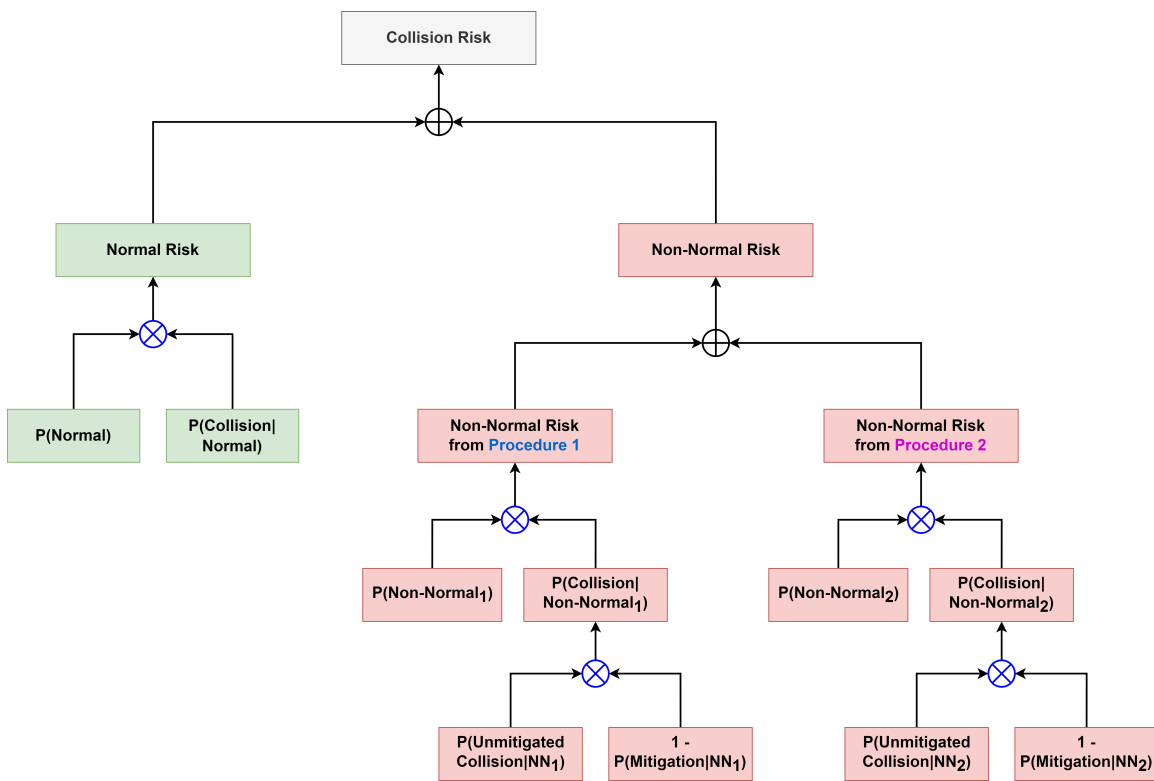 Collision Risk
Normal Risk
Non-Normal Risk
P(Normal)
P(Collision|
Normal)
Non-Normal Risk
from Procedure 1
Non-Normal Risk
from Procedure 2
P(Non-Normal₁)
P(Collision|
Non-Normal₁)
P(Non-Normal₂)
P(Collision|
Non-Normal₂)
P(Unmitigated
Collision|NN₁)
1 -
P(Mitigation|NN₁)
P(Unmitigated
Collision|NN₂)
1 -
P(Mitigation|NN₂)